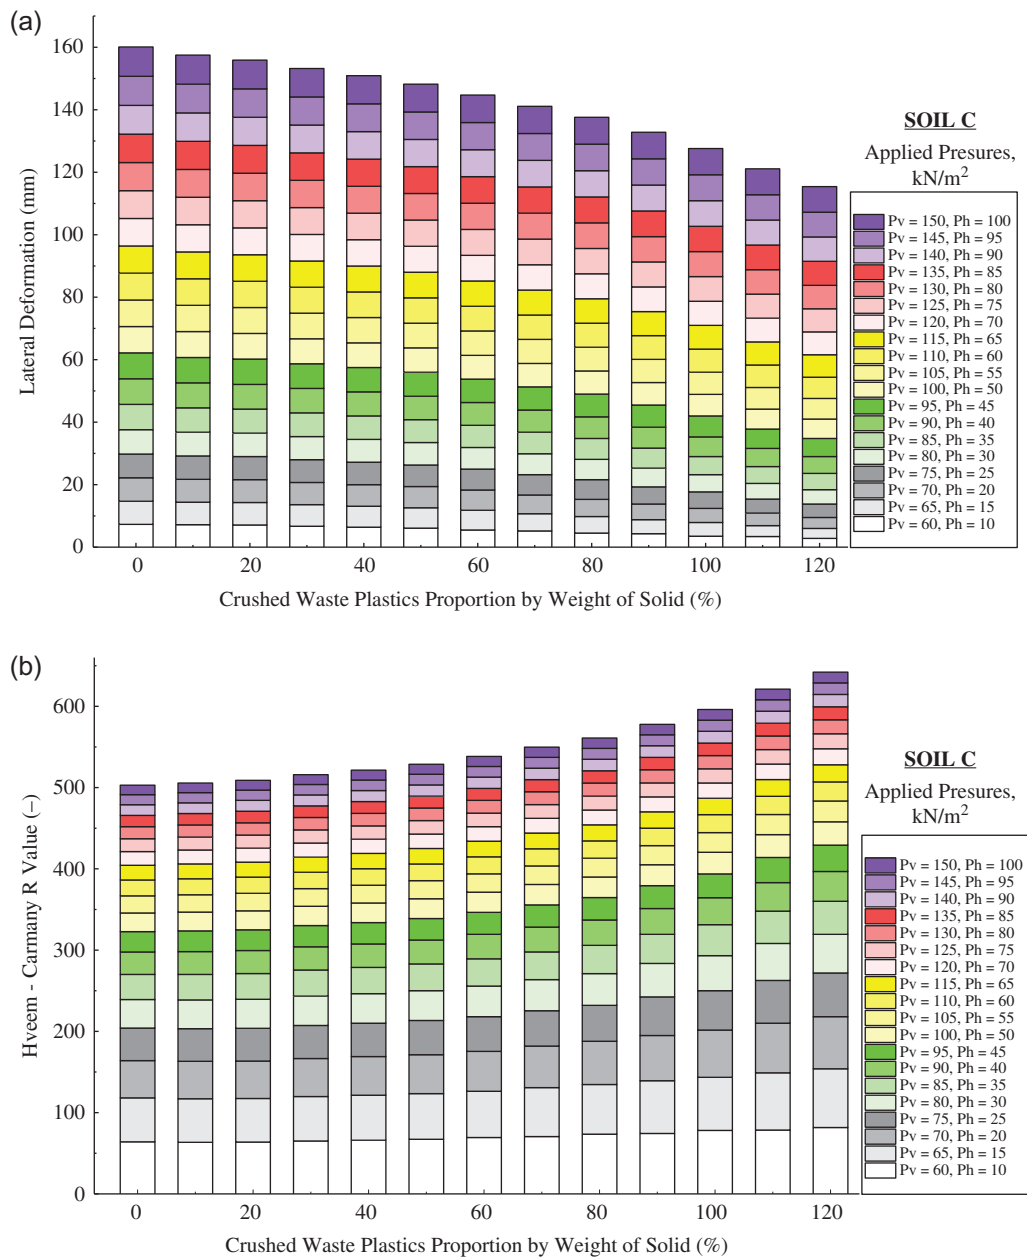 (a)
160
140
120
100
80
60
40
20
0
Lateral Deformation (mm)
0 20 40 60 80 100 120
Crushed Waste Plastics Proportion by Weight of Solid (%)
SOIL C
Applied Presures,
kN/m²
Pv = 150, Ph = 100
Pv = 145, Ph = 95
Pv = 140, Ph = 90
Pv = 135, Ph = 85
Pv = 130, Ph = 80
Pv = 125, Ph = 75
Pv = 120, Ph = 70
Pv = 115, Ph = 65
Pv = 110, Ph = 60
Pv = 105, Ph = 55
Pv = 100, Ph = 50
Pv = 95, Ph = 45
Pv = 90, Ph = 40
Pv = 85, Ph = 35
Pv = 80, Ph = 30
Pv = 75, Ph = 25
Pv = 70, Ph = 20
Pv = 65, Ph = 15
Pv = 60, Ph = 10
(b)
600
500
400
300
200
100
0
Hveem - Carmany R Value (–)
0 20 40 60 80 100 120
Crushed Waste Plastics Proportion by Weight of Solid (%)
SOIL C
Applied Presures,
kN/m²
Pv = 150, Ph = 100
Pv = 145, Ph = 95
Pv = 140, Ph = 90
Pv = 135, Ph = 85
Pv = 130, Ph = 80
Pv = 125, Ph = 75
Pv = 120, Ph = 70
Pv = 115, Ph = 65
Pv = 110, Ph = 60
Pv = 105, Ph = 55
Pv = 100, Ph = 50
Pv = 95, Ph = 45
Pv = 90, Ph = 40
Pv = 85, Ph = 35
Pv = 80, Ph = 30
Pv = 75, Ph = 25
Pv = 70, Ph = 20
Pv = 65, Ph = 15
Pv = 60, Ph = 10